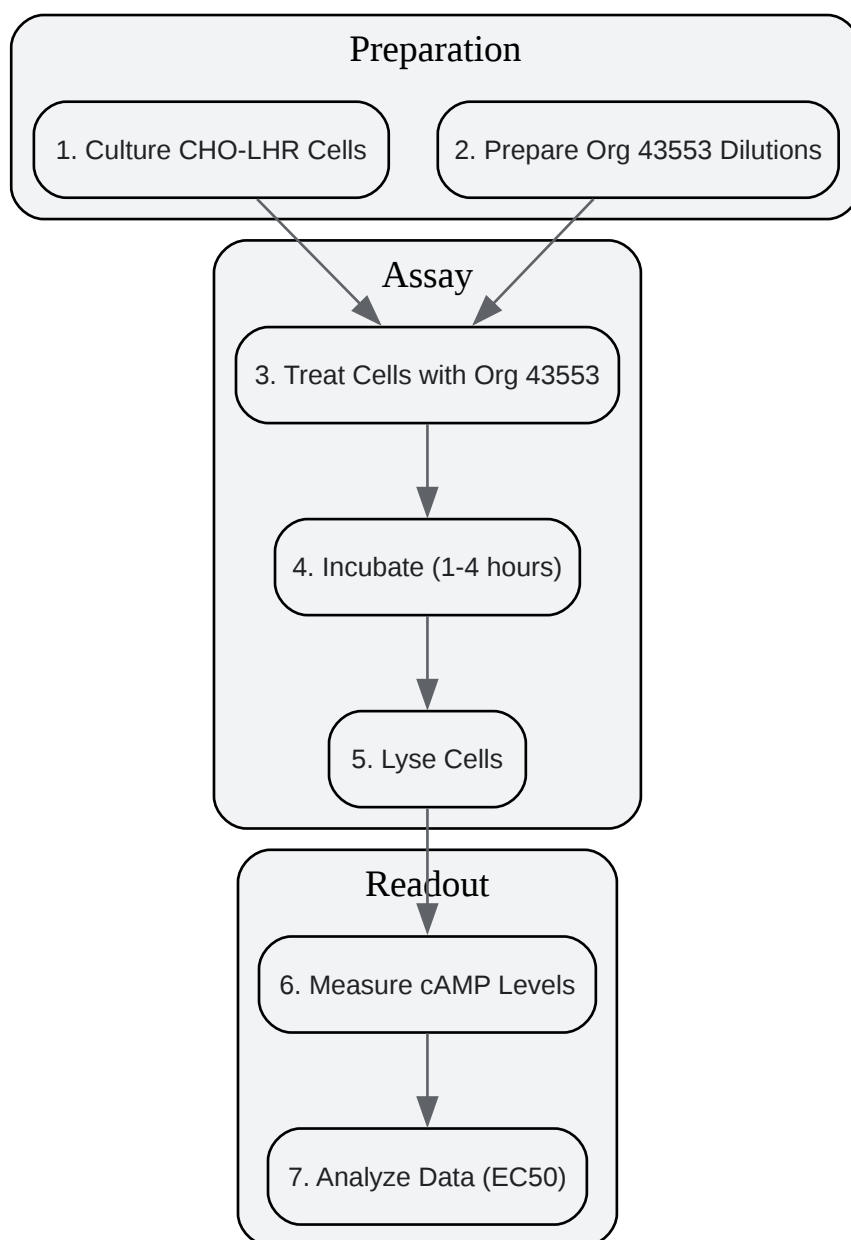 Preparation
1. Culture CHO-LHR Cells
2. Prepare Org 43553 Dilutions
Assay
3. Treat Cells with Org 43553
4. Incubate (1-4 hours)
5. Lyse Cells
Readout
6. Measure cAMP Levels
7. Analyze Data (EC50)